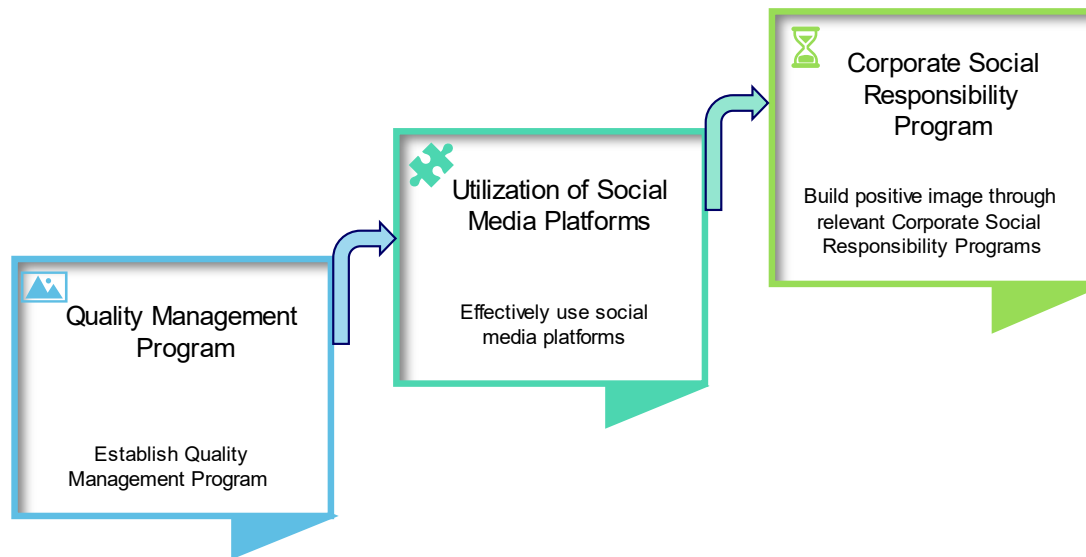 Quality Management
Program
Establish Quality
Management Program
Utilization of Social
Media Platforms
Effectively use social
media platforms
Corporate Social
Responsibility
Program
Build positive image through
relevant Corporate Social
Responsibility Programs